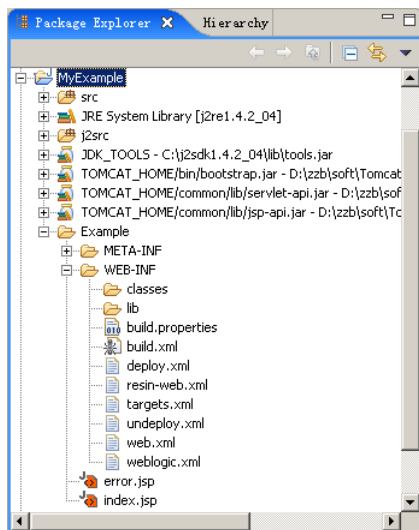 Package Explorer Hierarchy
MyExample
src
JRE System Library [j2re1.4.2_04]
j2src
JDK_TOOLS - C:\j2sdk1.4.2_04\lib\tools.jar
TOMCAT_HOME/bin/bootstrap.jar - D:\zzb\soft\Tomcat
TOMCAT_HOME/common/lib/servlet-api.jar - D:\zzb\sof
TOMCAT_HOME/common/lib/jsp-api.jar - D:\zzb\soft\To
Example
META-INF
WEB-INF
classes
lib
build.properties
build.xml
deploy.xml
resin-web.xml
targets.xml
undeploy.xml
web.xml
weblogic.xml
error.jsp
index.jsp